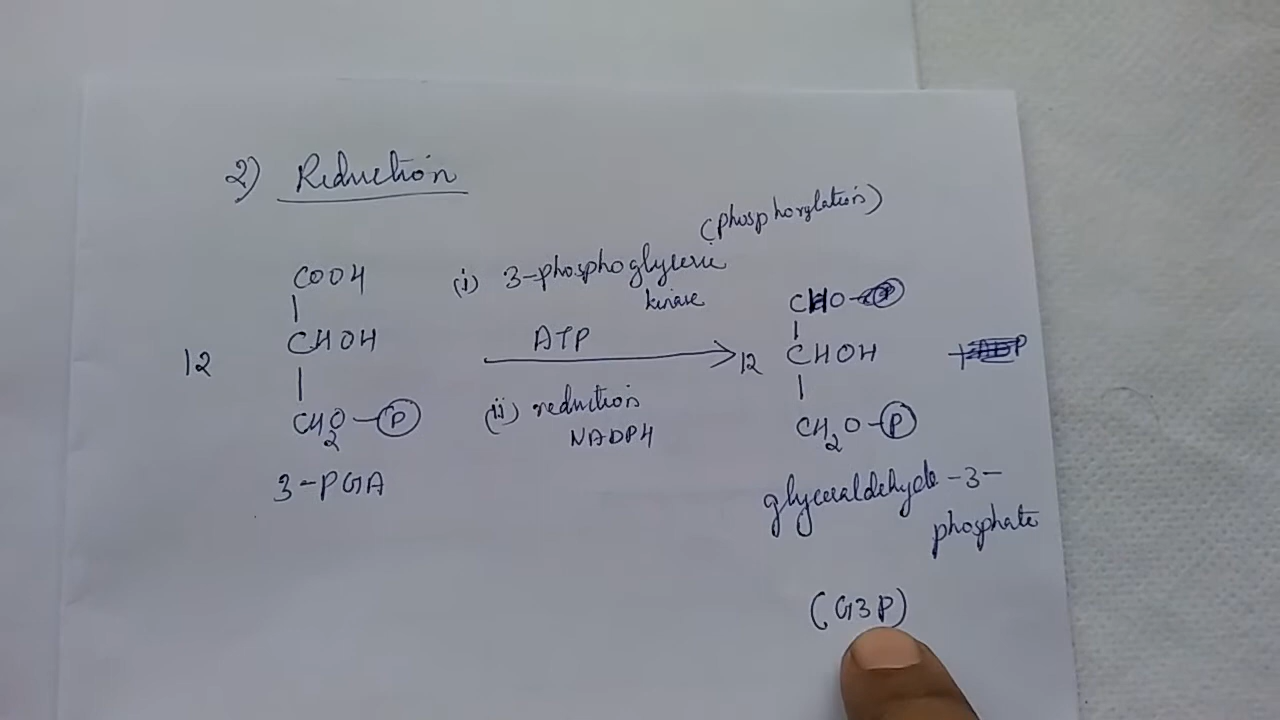 2) Reduction
(phosphorylation)
COOH
(i) 3-phosphoglyceric
kinase
CHO
12 CHOH
ATP
12 CHOH
CH2O-P
(ii) reduction
NADPH
CH2O-P
3-PGA
glyceraldehyde-3-
phosphate
(G3P)